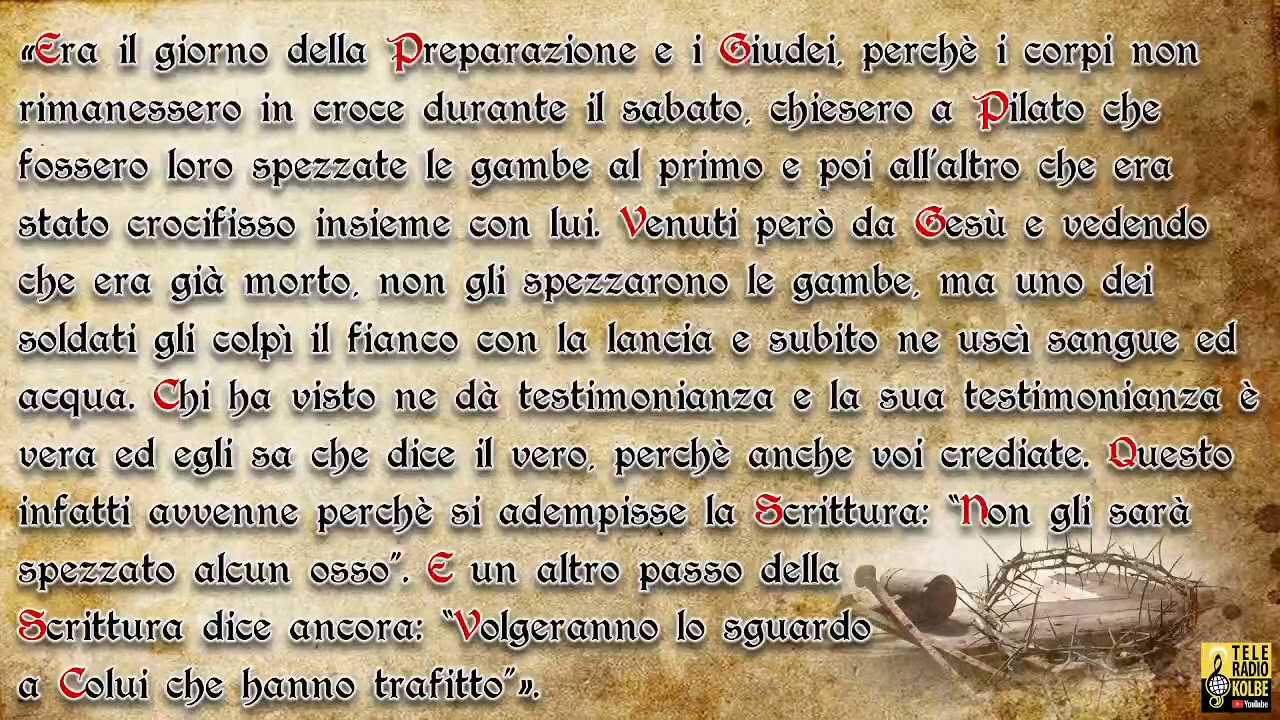 «Era il giorno della Preparazione e i Giudei, perchè i corpi non
rimanessero in croce durante il sabato, chiesero a Pilato che
fossero loro spezzate le gambe al primo e poi all'altro che era
stato crocifisso insieme con lui. Venuti però da Gesù e vedendo
che era già morto, non gli spezzarono le gambe, ma uno dei
soldati gli colpì il fianco con la lancia e subito ne uscì sangue ed
acqua. Chi ha visto ne dà testimonianza e la sua testimonianza è
vera ed egli sa che dice il vero, perchè anche voi crediate. Questo
infatti avvenne perchè si adempisse la Scrittura: “Non gli sarà
spezzato alcun osso”. E un altro passo della
Scrittura dice ancora: “Volgeranno lo sguardo
a Colui che hanno trafitto”».
TELE
RADIO
KOLBE
YouTube